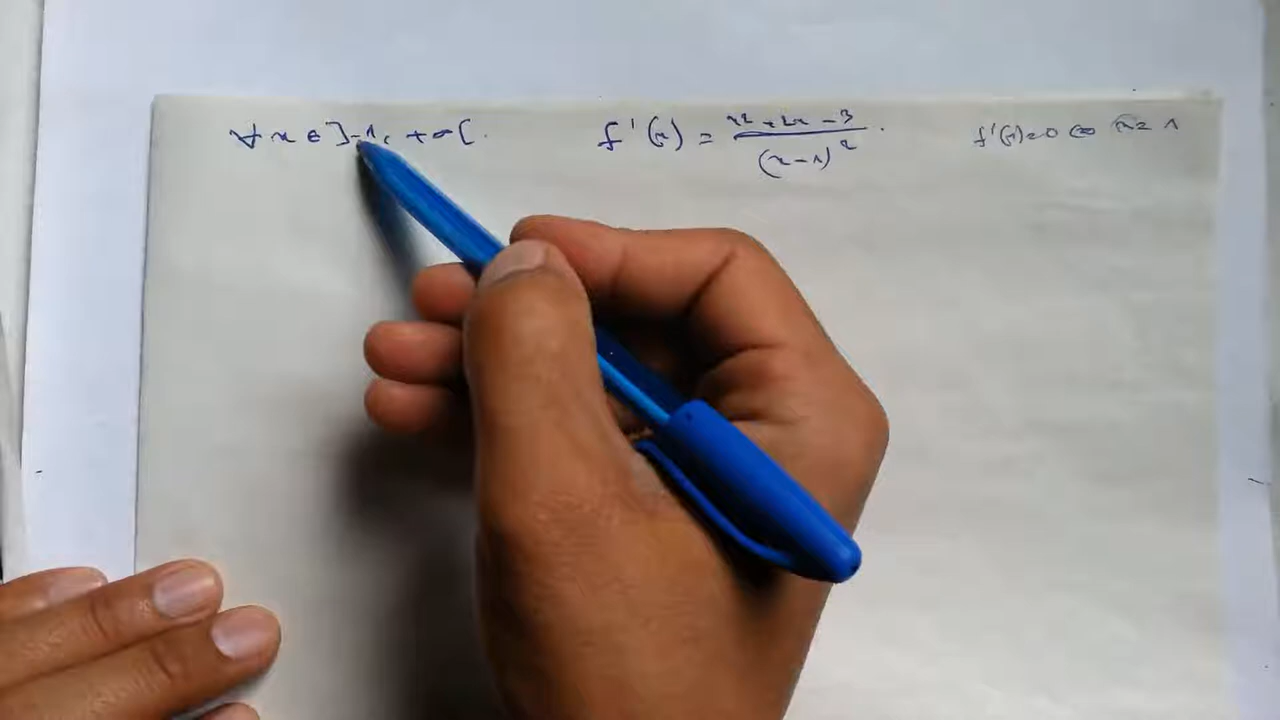 ∀ x ∈ ]-1, +∞[. f'(x) = x² + 2x - 3 / (x - 1)². f'(x)=0 ⇔ x = 1